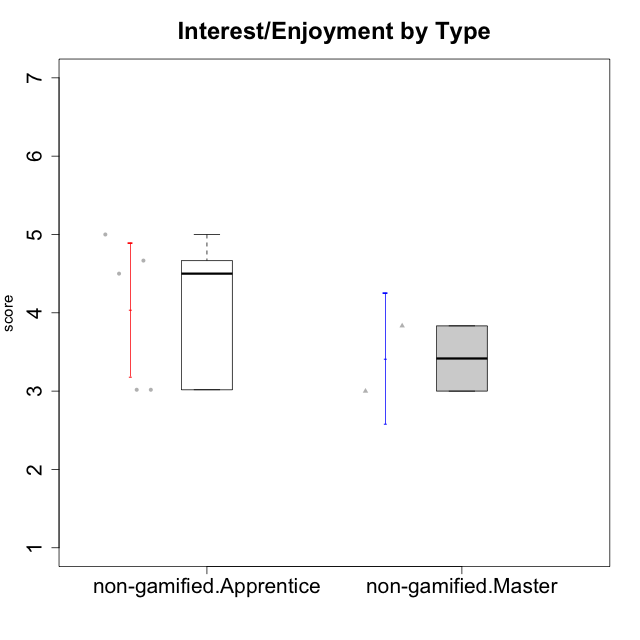 Interest/Enjoyment by Type
7
6
5
4
3
2
1
score
non-gamified.Apprentice
non-gamified.Master